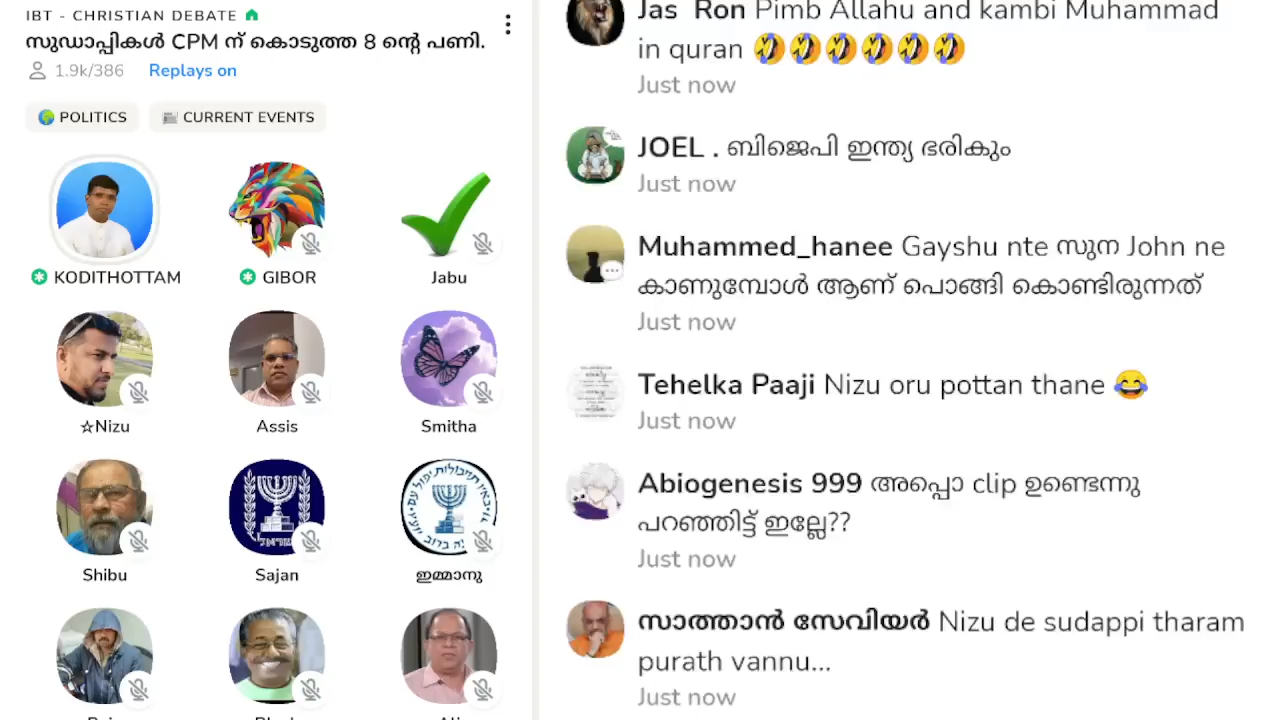 IBT - CHRISTIAN DEBATE
സുഡാപ്പികൾ CPM ന് കൊടുത്ത 8 ന്റെ പണി.
1.9k/386 Replays on
POLITICS CURRENT EVENTS
KODITHOTTAM GIBOR Jabu
☆Nizu Assis Smitha
Shibu Sajan ഇമ്മാനു
Jas Ron Pimb Allahu and kambi Muhammad
in quran 🤣🤣🤣🤣🤣🤣
Just now
JOEL . ബിജെപി ഇന്ത്യ ഭരികും
Just now
Muhammed_hanee Gayshu nte സുന John ne
കാണുമ്പോൾ ആണ് പൊങ്ങി കൊണ്ടിരുന്നത്
Just now
Tehelka Paaji Nizu oru pottan thane 😂
Just now
Abiogenesis 999 അപ്പൊ clip ഉണ്ടെന്നു
പറഞ്ഞിട്ട് ഇല്ലേ??
Just now
സാത്താൻ സേവിയർ Nizu de sudappi tharam
purath vannu...
Just now